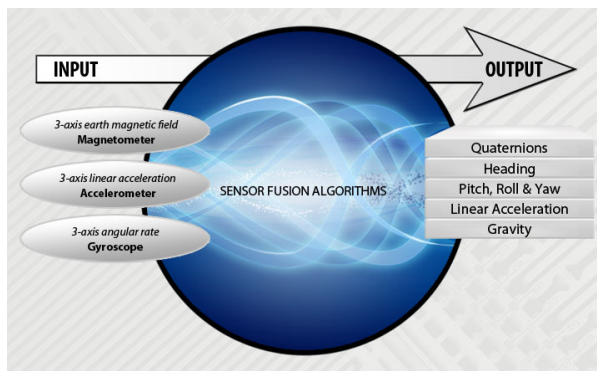 INPUT
OUTPUT
3-axis earth magnetic field
Magnetometer
3-axis linear acceleration
Accelerometer
3-axis angular rate
Gyroscope
SENSOR FUSION ALGORITHMS
Quaternions
Heading
Pitch, Roll & Yaw
Linear Acceleration
Gravity